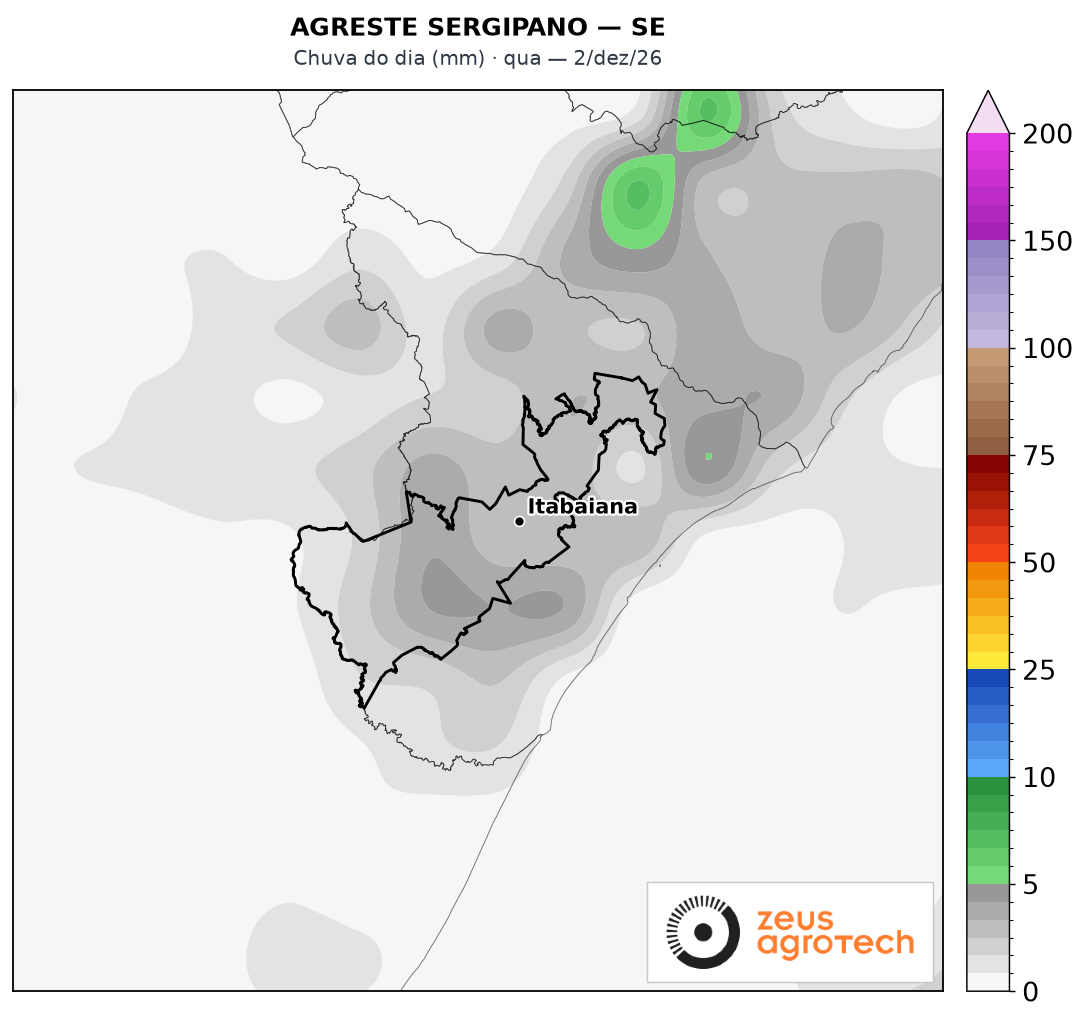 AGRESTE SERGIPANO — SE
Chuva do dia (mm) · qua — 2/dez/26
200
150
100
75
50
25
10
5
0
Itabaiana
zeus
agrotech